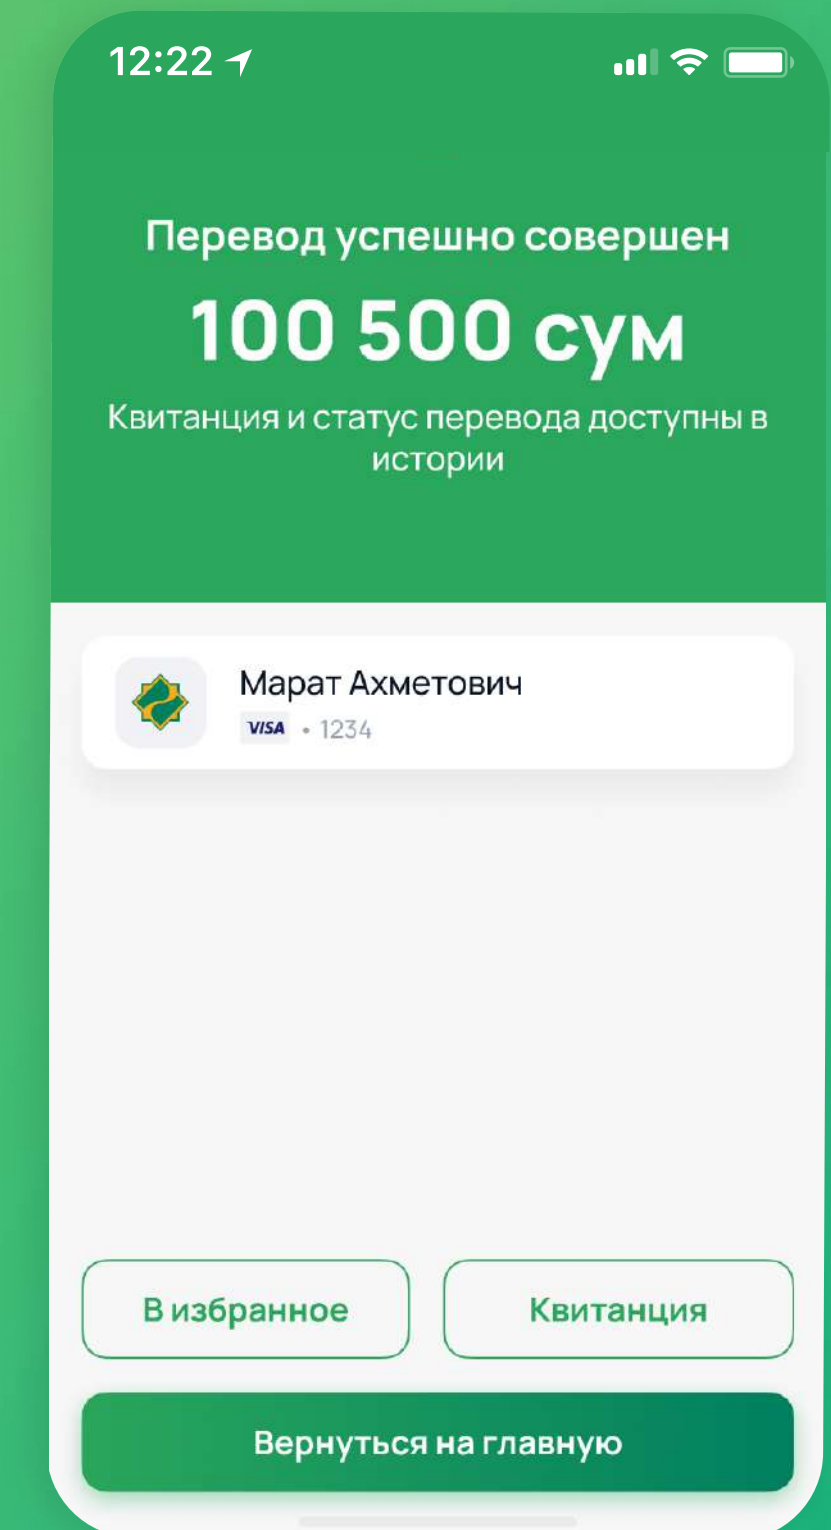 12:22
Перевод успешно совершен
100 500 сум
Квитанция и статус перевода доступны в
истории
Марат Ахметович
VISA • 1234
В избранное
Квитанция
Вернуться на главную